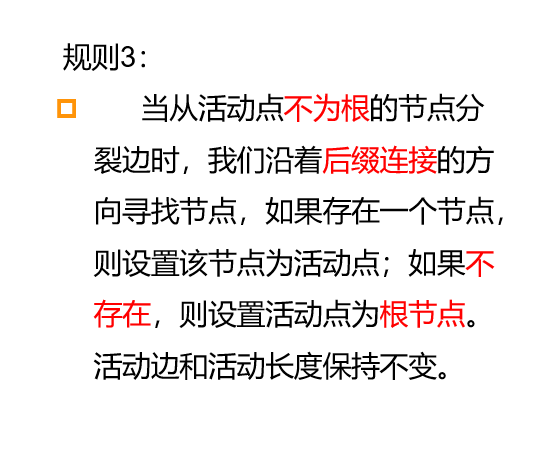 规则3：
当从活动点不为根的节点分
裂边时，我们沿着后缀连接的方
向寻找节点，如果存在一个节点，
则设置该节点为活动点；如果不
存在，则设置活动点为根节点。
活动边和活动长度保持不变。